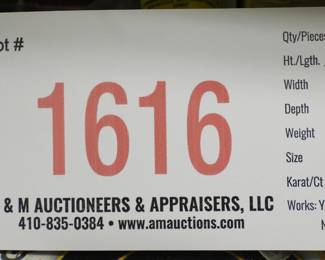 ot #
1616
& M AUCTIONEERS & APPRAISERS, LLC
410-835-0384 • www.amauctions.com
Qty/Pieces
Ht./Lgth.
Width
Depth
Weight
Size
Karat/Ct
Works: Y
N